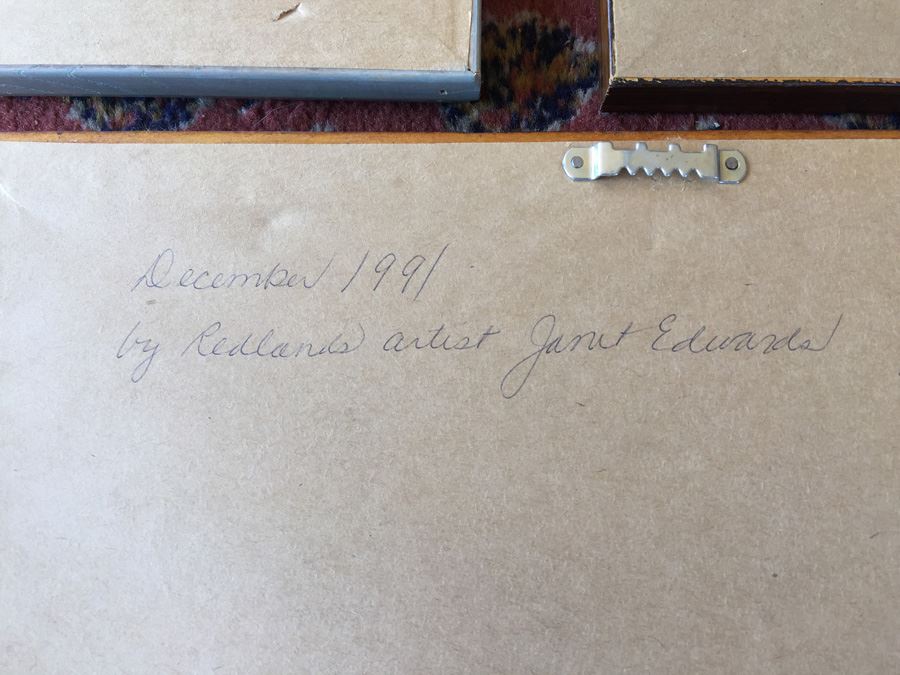 December 1991
by Redlands artist Janet Edwards